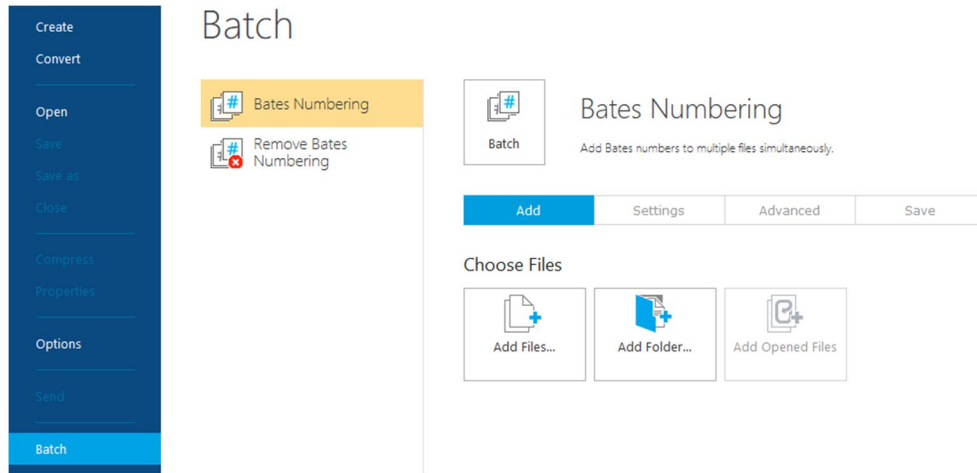 Create
Convert
Open
Save
Save as
Close
Compress
Properties
Options
Send
Batch
Batch
Bates Numbering
Remove Bates
Numbering
Batch
Bates Numbering
Add Bates numbers to multiple files simultaneously.
Add
Settings
Advanced
Save
Choose Files
Add Files...
Add Folder...
Add Opened Files